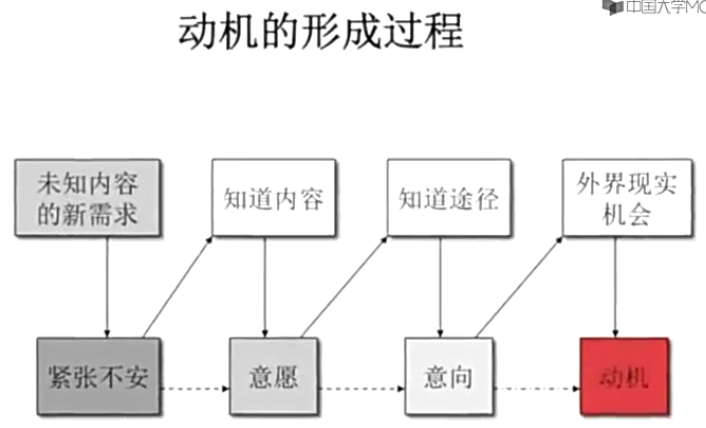 中国大学MO
动机的形成过程
未知内容
的新需求
知道内容
知道途径
外界现实
机会
紧张不安
意愿
意向
动机